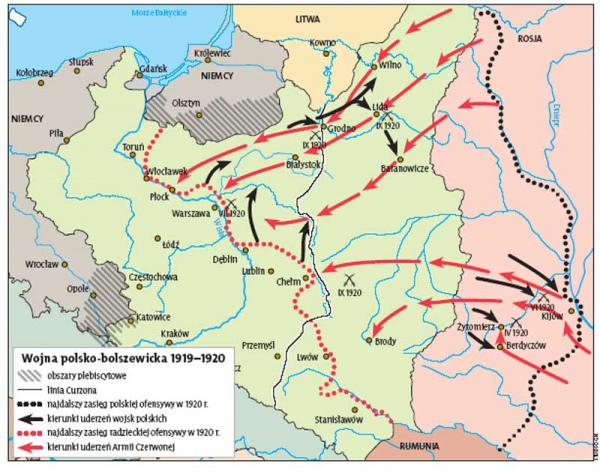 Morze Bałtyckie
LITWA
ROSJA
Kowno
Królewiec
Wilno
Słupsk
Gdańsk
Kołobrzeg
NIEMCY
Olsztyn
Lida
IX 1920
Dniepr
NIEMCY
Grodno
IX 1920
Piła
Toruń
Białystok
Baranowicze
Włocławek
Płock
Warszawa
VIII 1920
Wisła
Łódź
Dęblin
Wrocław
Częstochowa
Lublin
Chełm
IX 1920
Opole
VI 1920
Kijów
Żytomierz
IV 1920
Katowice
Berdyczów
Kraków
Przemyśl
Lwów
Brody
Stanisławów
RUMUNIA
Wojna polsko-bolszewicka 1919–1920
obszary plebiscytowe
linia Curzona
najdalszy zasięg polskiej ofensywy w 1920 r.
kierunki uderzeń wojsk polskich
najdalszy zasięg radzieckiej ofensywy w 1920 r.
kierunki uderzeń Armii Czerwonej